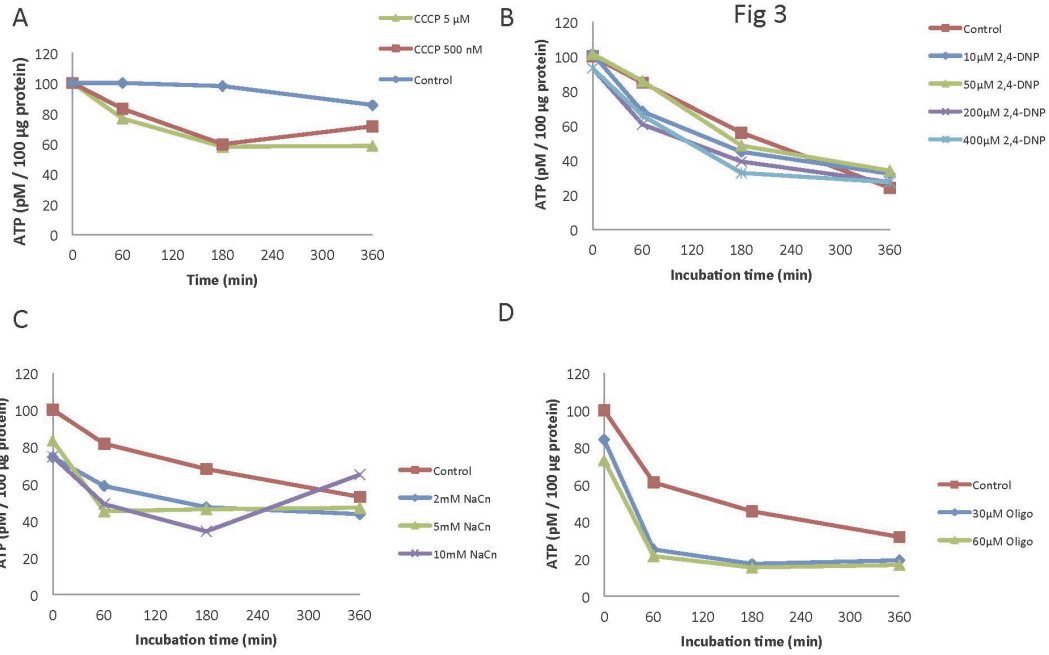 A
CCCP 5 µM
CCCP 500 nM
Control
ATP (pM / 100 µg protein)
120
100
80
60
40
20
0
0 60 120 180 240 300 360
Time (min)
B
Fig 3
Control
10µM 2,4-DNP
50µM 2,4-DNP
200µM 2,4-DNP
400µM 2,4-DNP
ATP (pM / 100 µg protein)
120
100
80
60
40
20
0
0 60 120 180 240 300 360
Incubation time (min)
C
ATP (pM / 100 µg protein)
120
100
80
60
40
20
0
0 60 120 180 240 300 360
Incubation time (min)
Control
2mM NaCn
5mM NaCn
10mM NaCn
D
ATP (pM / 100 µg protein)
120
100
80
60
40
20
0
0 60 120 180 240 300 360
Incubation time (min)
Control
30µM Oligo
60µM Oligo